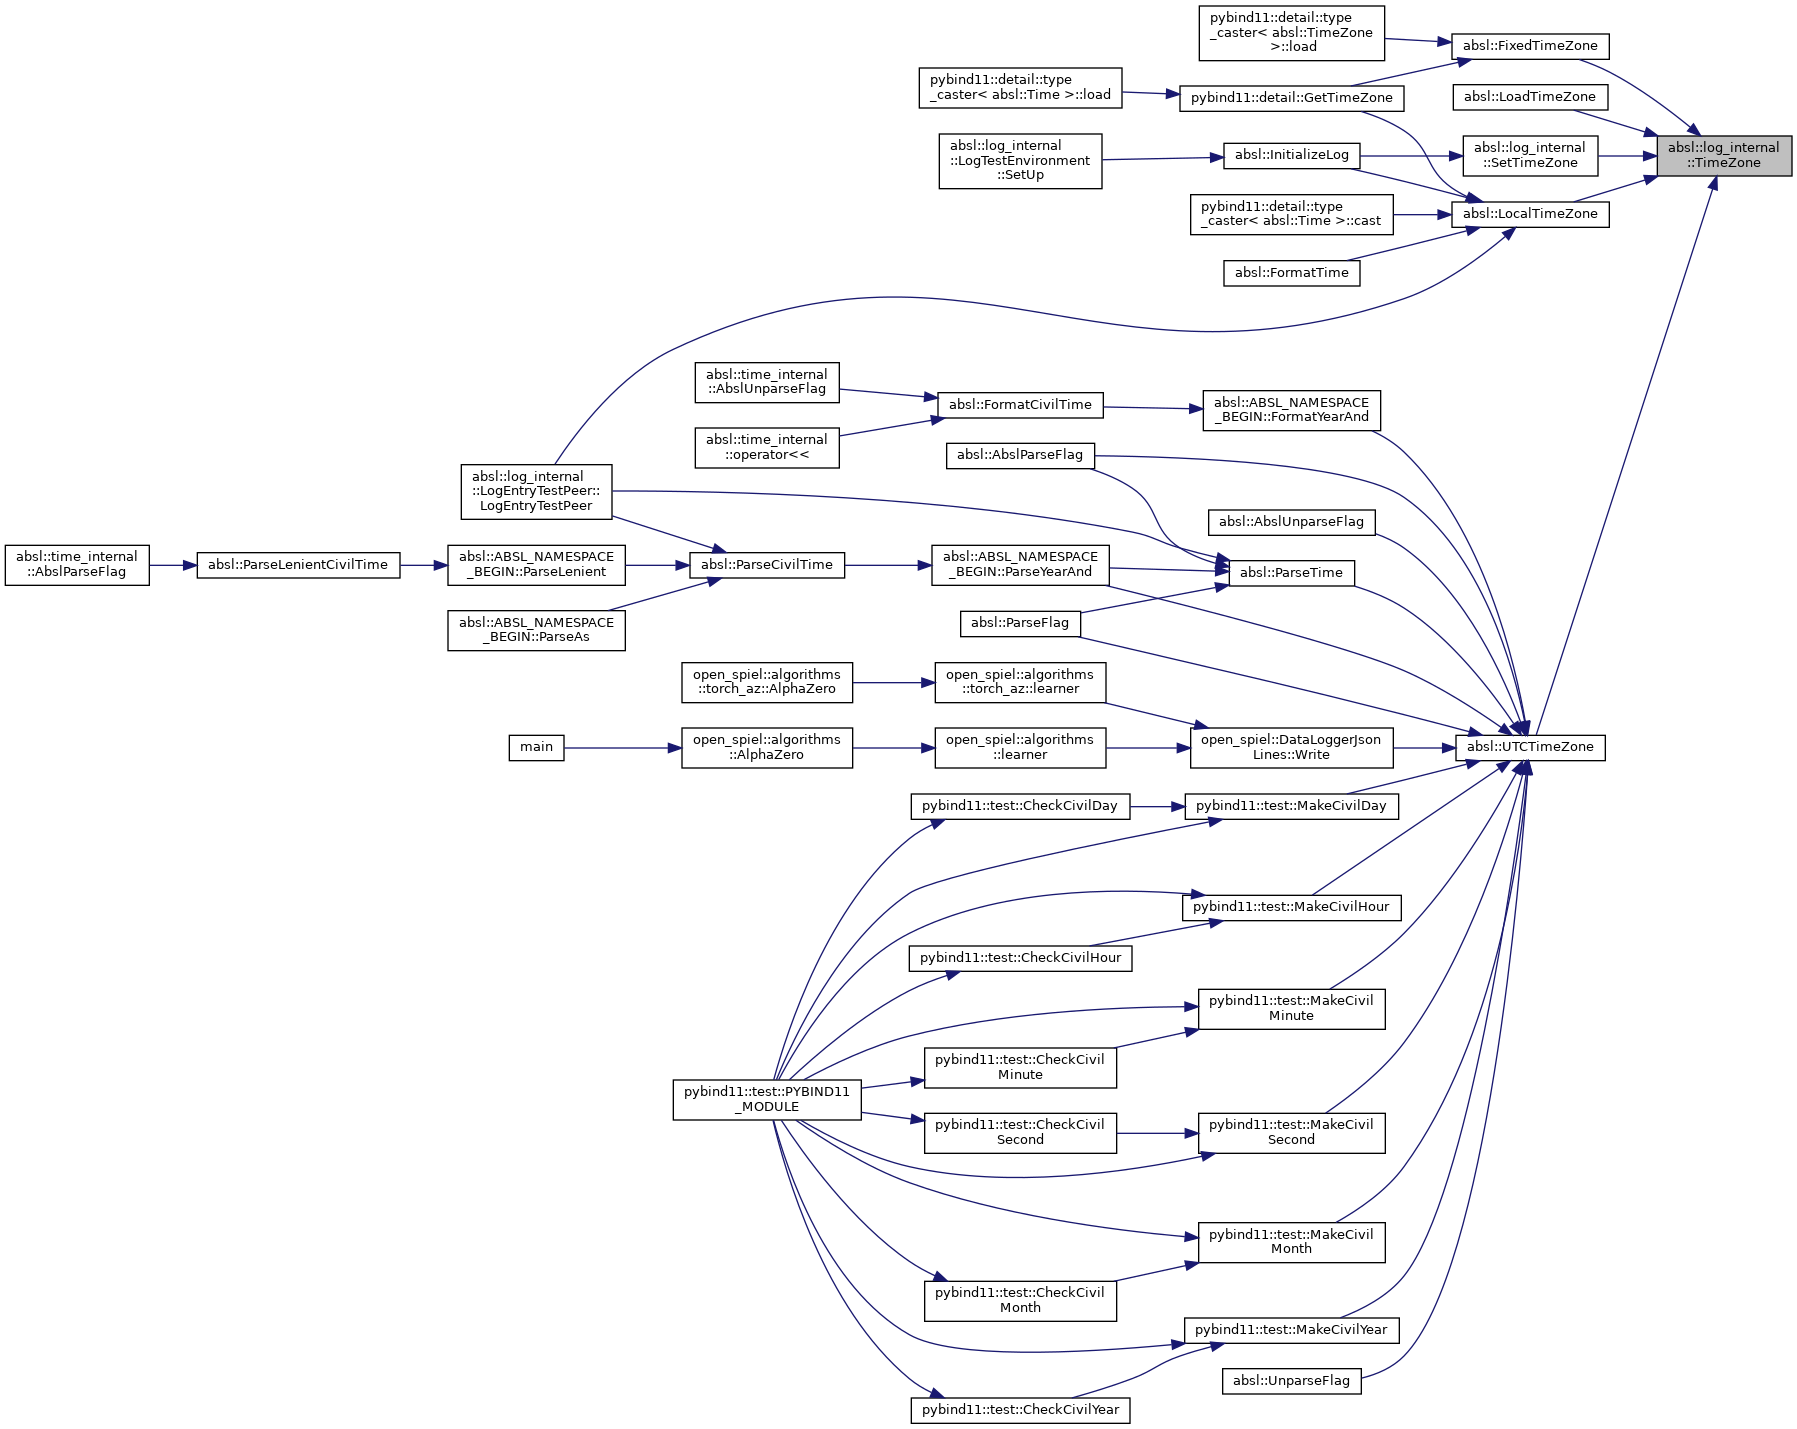 pybind11::detail::type
_caster< absl::TimeZone
>::load
absl::FixedTimeZone
pybind11::detail::type
_caster< absl::Time >::load
pybind11::detail::GetTimeZone
absl::LoadTimeZone
absl::log_internal
::LogTestEnvironment
::SetUp
absl::InitializeLog
absl::log_internal
::SetTimeZone
absl::log_internal
::TimeZone
pybind11::detail::type
_caster< absl::Time >::cast
absl::LocalTimeZone
absl::FormatTime
absl::time_internal
::AbslUnparseFlag
absl::FormatCivilTime
absl::ABSL_NAMESPACE
_BEGIN::FormatYearAnd
absl::time_internal
::operator<<
absl::AbslParseFlag
absl::log_internal
::LogEntryTestPeer::
LogEntryTestPeer
absl::AbslUnparseFlag
absl::time_internal
::AbslParseFlag
absl::ParseLenientCivilTime
absl::ABSL_NAMESPACE
_BEGIN::ParseLenient
absl::ParseCivilTime
absl::ABSL_NAMESPACE
_BEGIN::ParseYearAnd
absl::ParseTime
absl::ABSL_NAMESPACE
_BEGIN::ParseAs
absl::ParseFlag
open_spiel::algorithms
::torch_az::AlphaZero
open_spiel::algorithms
::torch_az::learner
main
open_spiel::algorithms
::AlphaZero
open_spiel::algorithms
::learner
open_spiel::DataLoggerJson
Lines::Write
absl::UTCTimeZone
pybind11::test::CheckCivilDay
pybind11::test::MakeCivilDay
pybind11::test::MakeCivilHour
pybind11::test::CheckCivilHour
pybind11::test::MakeCivil
Minute
pybind11::test::CheckCivil
Minute
pybind11::test::PYBIND11
_MODULE
pybind11::test::CheckCivil
Second
pybind11::test::MakeCivil
Second
pybind11::test::MakeCivil
Month
pybind11::test::CheckCivil
Month
pybind11::test::MakeCivilYear
absl::UnparseFlag
pybind11::test::CheckCivilYear